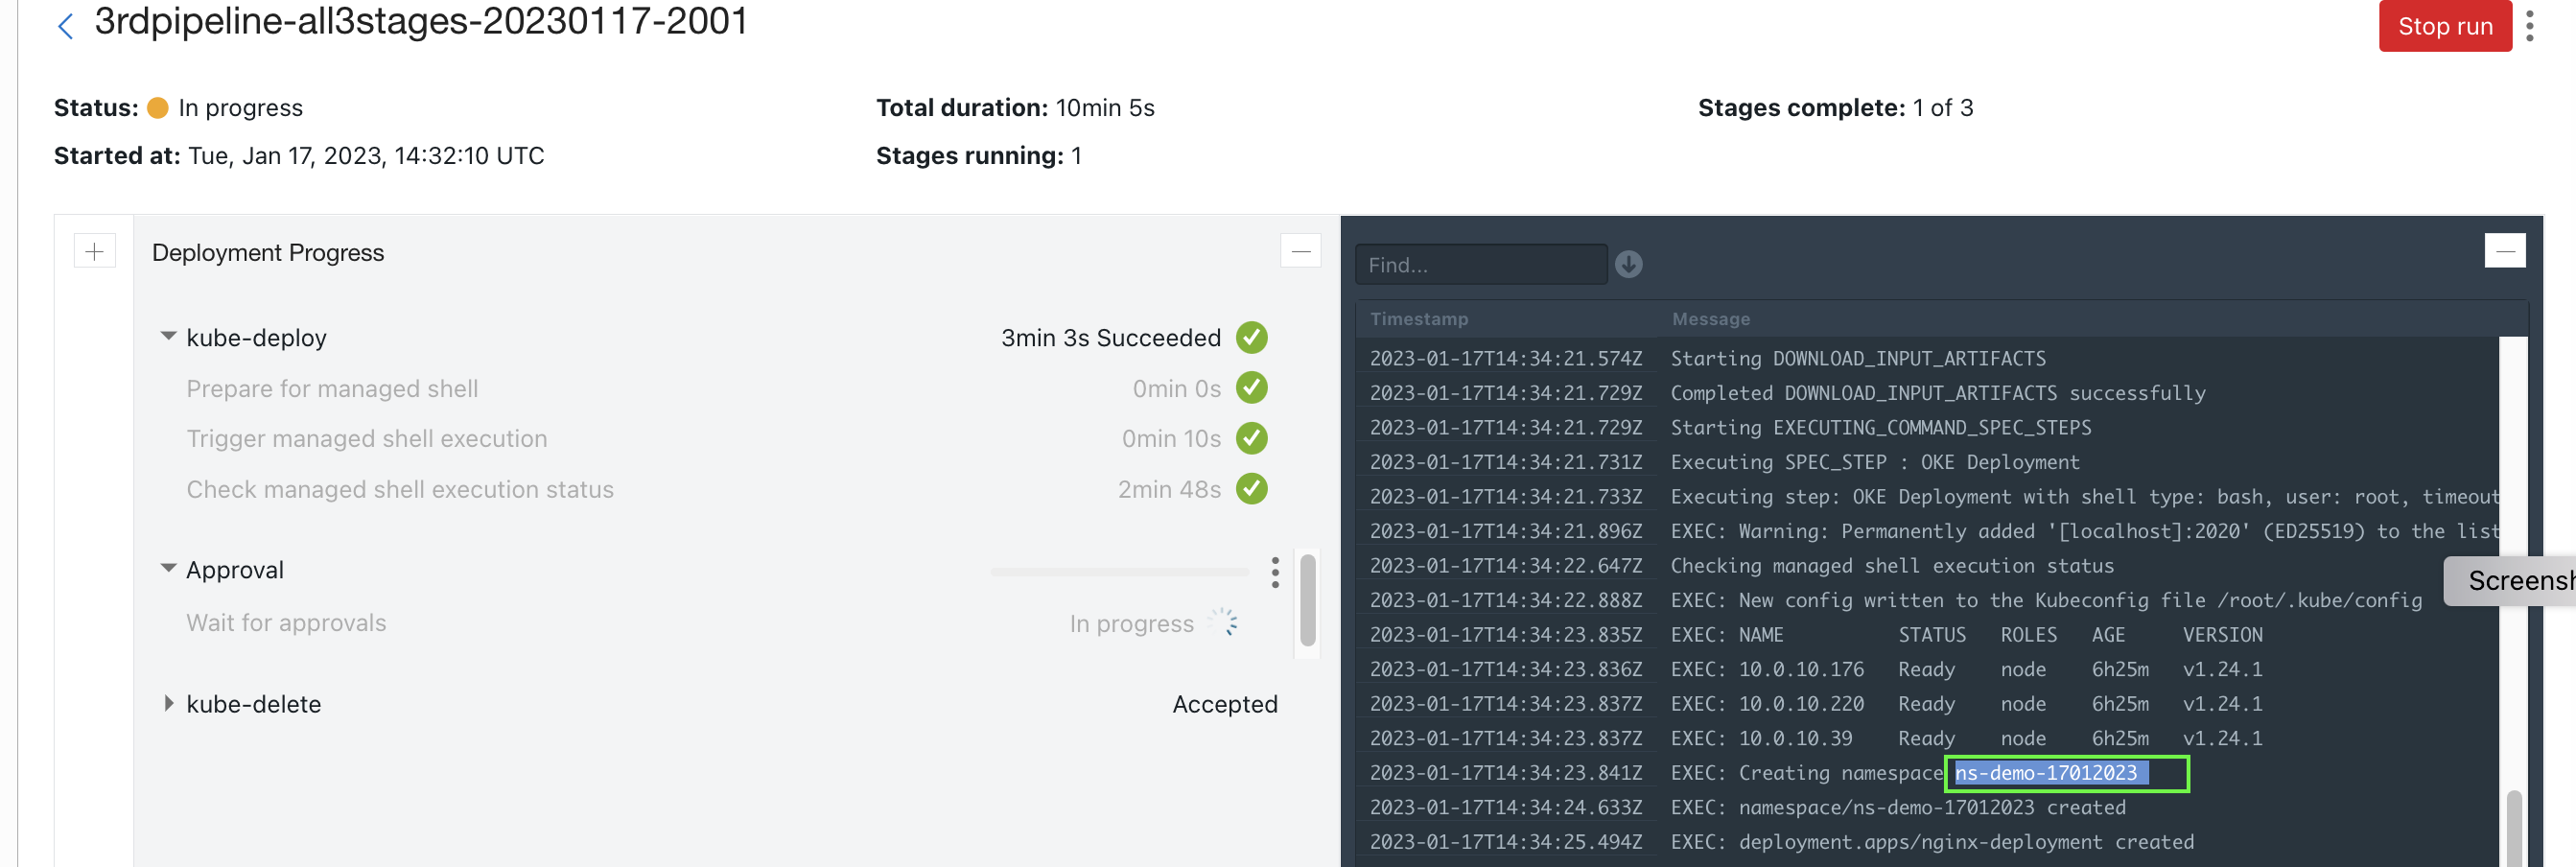 3rdpipeline-all3stages-20230117-2001
Stop run
Status: In progress
Total duration: 10min 5s
Stages complete: 1 of 3
Started at: Tue, Jan 17, 2023, 14:32:10 UTC
Stages running: 1
Deployment Progress
kube-deploy 3min 3s Succeeded
Prepare for managed shell 0min 0s
Trigger managed shell execution 0min 10s
Check managed shell execution status 2min 48s
Approval
Wait for approvals In progress
kube-delete Accepted
Find...
Timestamp Message
2023-01-17T14:34:21.574Z Starting DOWNLOAD_INPUT_ARTIFACTS
2023-01-17T14:34:21.729Z Completed DOWNLOAD_INPUT_ARTIFACTS successfully
2023-01-17T14:34:21.729Z Starting EXECUTING_COMMAND_SPEC_STEPS
2023-01-17T14:34:21.731Z Executing SPEC_STEP : OKE Deployment
2023-01-17T14:34:21.733Z Executing step: OKE Deployment with shell type: bash, user: root, timeout
2023-01-17T14:34:21.896Z EXEC: Warning: Permanently added '[localhost]:2020' (ED25519) to the list
2023-01-17T14:34:22.647Z Checking managed shell execution status
2023-01-17T14:34:22.888Z EXEC: New config written to the Kubeconfig file /root/.kube/config
2023-01-17T14:34:23.835Z EXEC: NAME STATUS ROLES AGE VERSION
2023-01-17T14:34:23.836Z EXEC: 10.0.10.176 Ready node 6h25m v1.24.1
2023-01-17T14:34:23.837Z EXEC: 10.0.10.220 Ready node 6h25m v1.24.1
2023-01-17T14:34:23.837Z EXEC: 10.0.10.39 Ready node 6h25m v1.24.1
2023-01-17T14:34:23.841Z EXEC: Creating namespace ns-demo-17012023
2023-01-17T14:34:24.633Z EXEC: namespace/ns-demo-17012023 created
2023-01-17T14:34:25.494Z EXEC: deployment.apps/nginx-deployment created